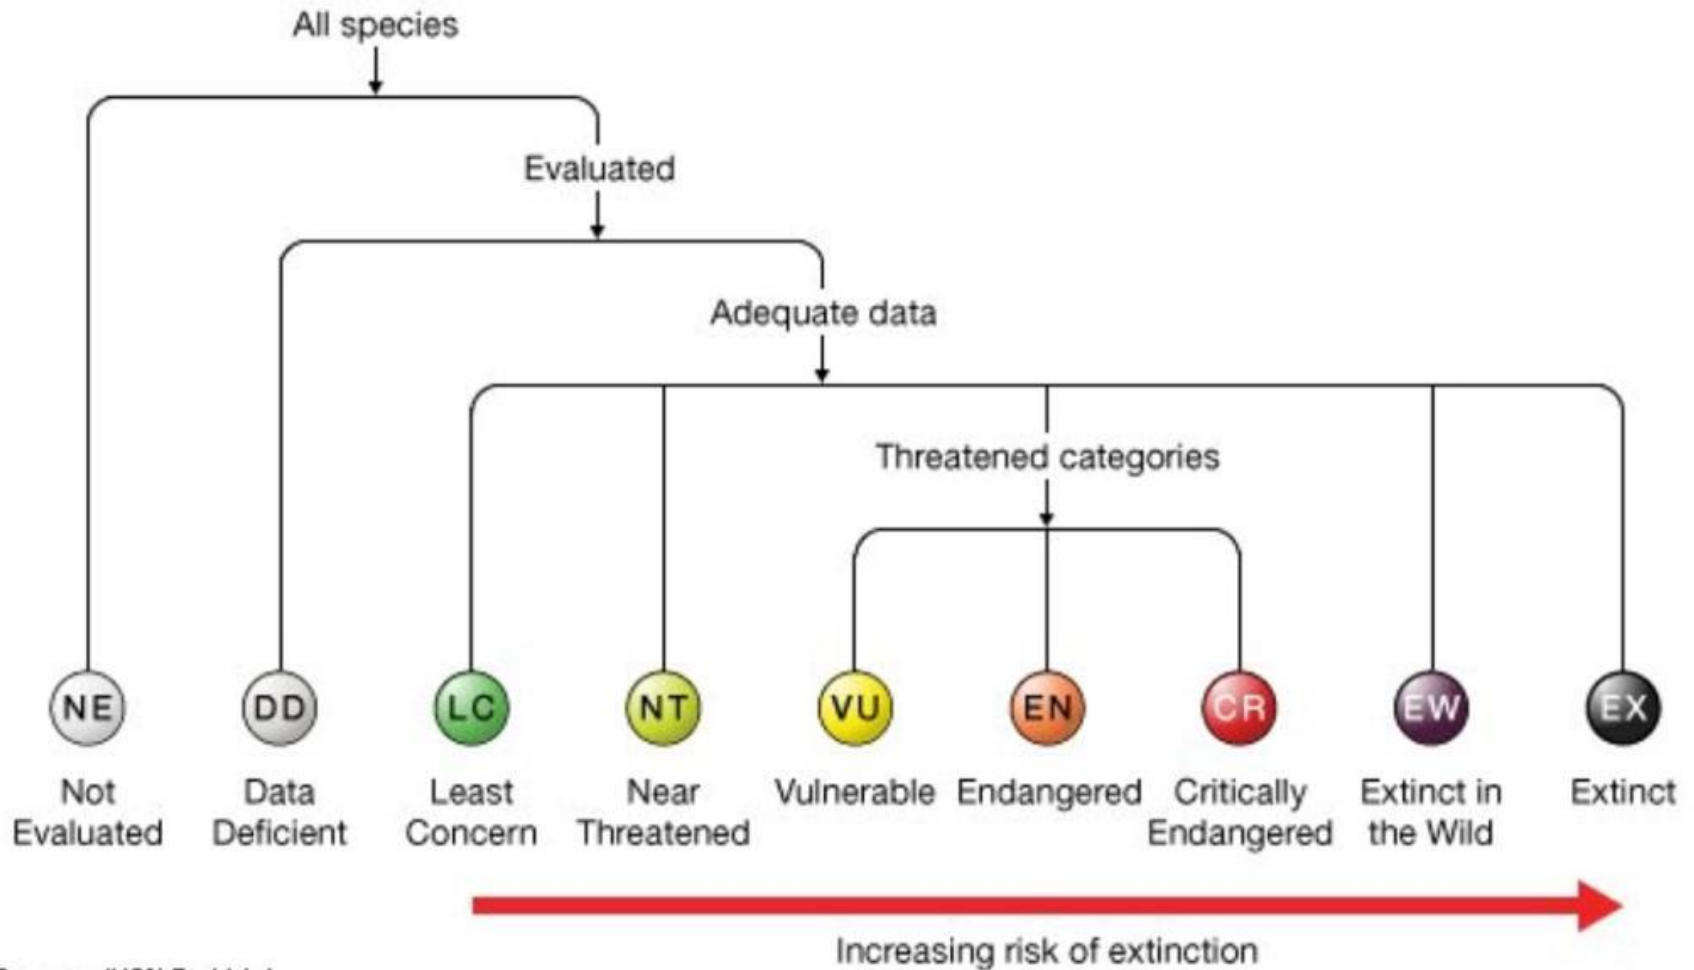 All species
Evaluated
Adequate data
Threatened categories
NE
DD
LC
NT
VU
EN
CR
EW
EX
Not
Evaluated
Data
Deficient
Least
Concern
Near
Threatened
Vulnerable
Endangered
Critically
Endangered
Extinct in
the Wild
Extinct
Increasing risk of extinction